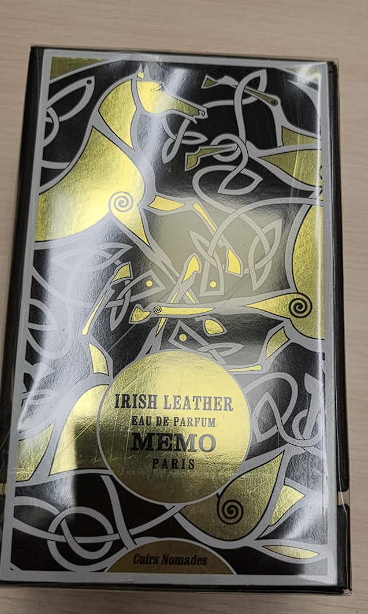 IRISH LEATHER
EAU DE PARFUM
MEMO
PARIS
Cuirs Nomades